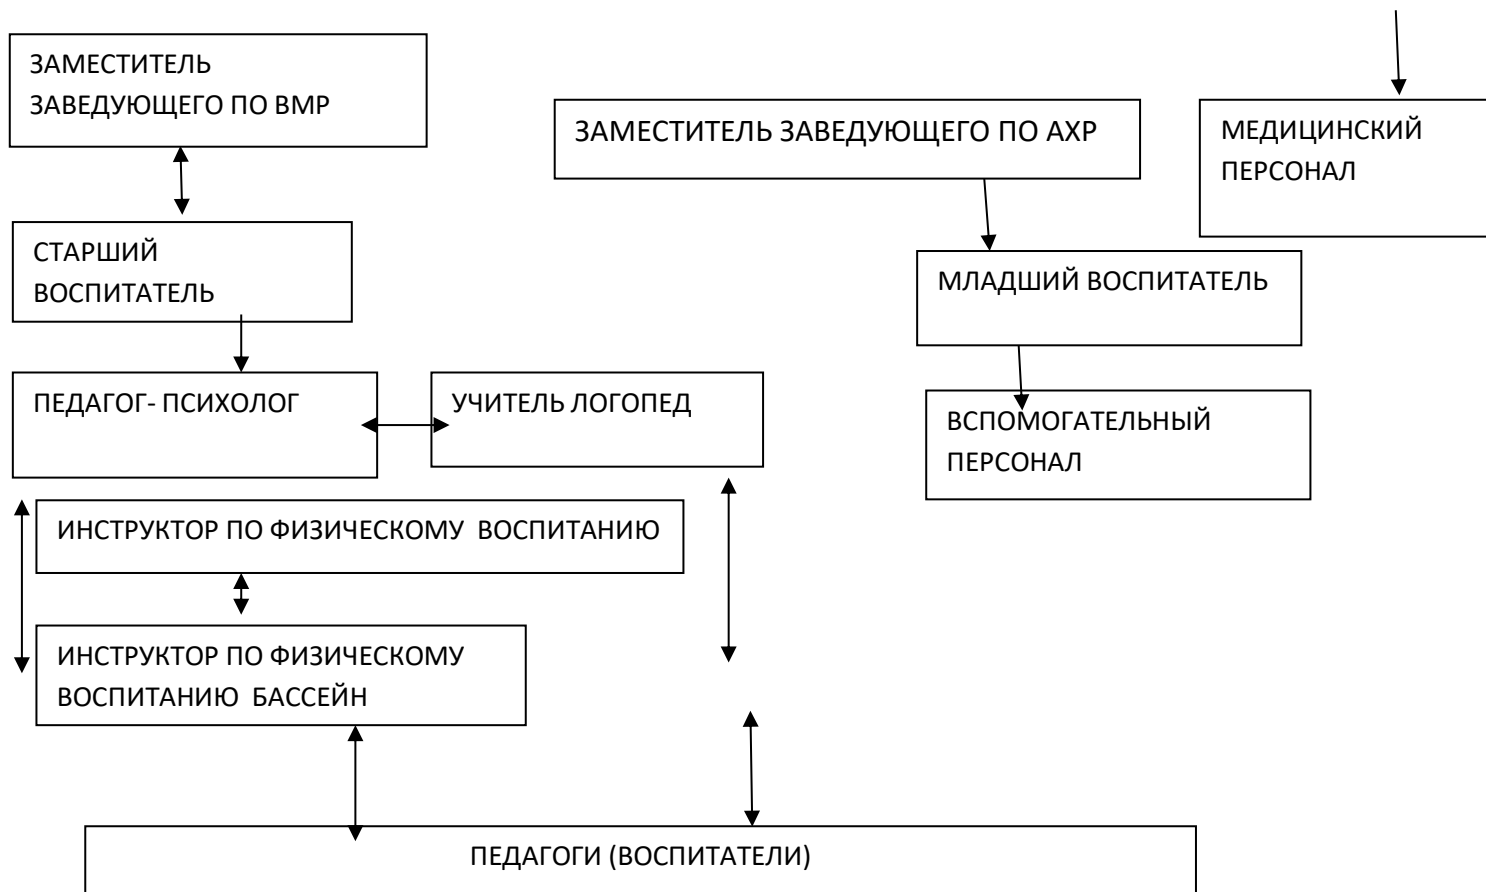 ЗАМЕСТИТЕЛЬ
ЗАВЕДУЮЩЕГО ПО ВМР
ЗАМЕСТИТЕЛЬ ЗАВЕДУЮЩЕГО ПО АХР
МЕДИЦИНСКИЙ
ПЕРСОНАЛ
СТАРШИЙ
ВОСПИТАТЕЛЬ
МЛАДШИЙ ВОСПИТАТЕЛЬ
ПЕДАГОГ- ПСИХОЛОГ
УЧИТЕЛЬ ЛОГОПЕД
ВСПОМОГАТЕЛЬНЫЙ
ПЕРСОНАЛ
ИНСТРУКТОР ПО ФИЗИЧЕСКОМУ ВОСПИТАНИЮ
ИНСТРУКТОР ПО ФИЗИЧЕСКОМУ
ВОСПИТАНИЮ БАССЕЙН
ПЕДАГОГИ (ВОСПИТАТЕЛИ)